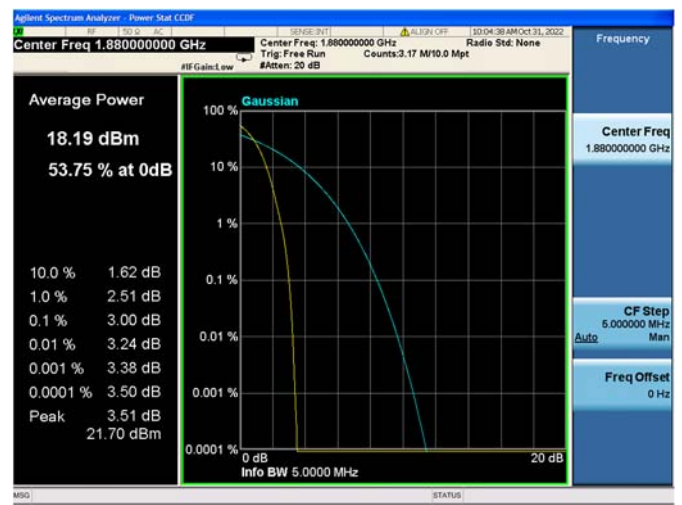 Agilent Spectrum Analyzer - Power Stat CCDF
RF 50 Ω AC SENSE:INT ALIGN OFF 10:04:38 AM Oct 31, 2022
Center Freq 1.880000000 GHz
Center Freq: 1.880000000 GHz Radio Std: None
Trig: Free Run Counts:3.17 M/10.0 Mpt
#IFGain:Low #Atten: 20 dB
Frequency
Average Power
18.19 dBm
53.75 % at 0dB
10.0 % 1.62 dB
1.0 % 2.51 dB
0.1 % 3.00 dB
0.01 % 3.24 dB
0.001 % 3.38 dB
0.0001 % 3.50 dB
Peak 3.51 dB
21.70 dBm
Gaussian
100 %
10 %
1 %
0.1 %
0.01 %
0.001 %
0.0001 %
0 dB 20 dB
Info BW 5.0000 MHz
Center Freq
1.880000000 GHz
CF Step
5.000000 MHz
Auto Man
Freq Offset
0 Hz
MSG STATUS